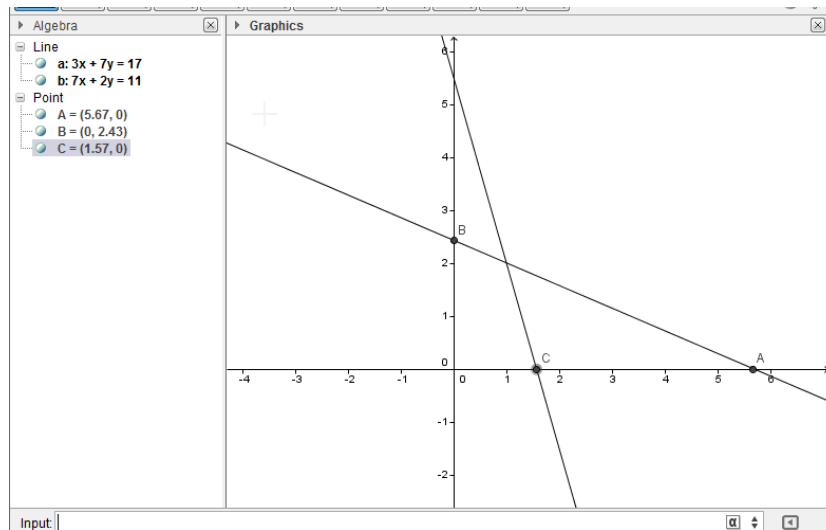 Algebra
Graphics
Line
a: 3x + 7y = 17
b: 7x + 2y = 11
Point
A = (5.67, 0)
B = (0, 2.43)
C = (1.57, 0)
6
5
4
3
B
2
1
0
C
A
-4 -3 -2 -1 0 1 2 3 4 5 6
-1
-2
Input:
α